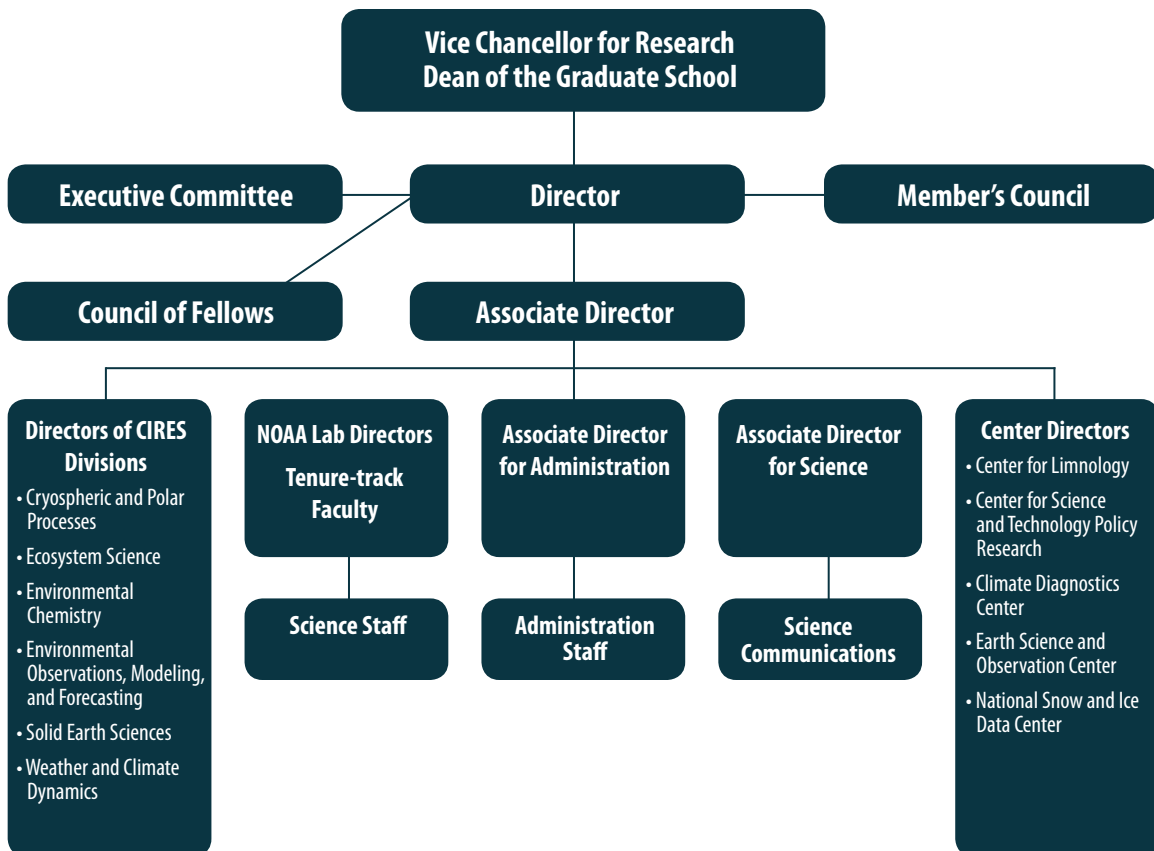 Vice Chancellor for Research
Dean of the Graduate School
Executive Committee
Director
Member's Council
Council of Fellows
Associate Director
Directors of CIRES
Divisions
• Cryospheric and Polar
Processes
• Ecosystem Science
• Environmental
Chemistry
• Environmental
Observations, Modeling,
and Forecasting
• Solid Earth Sciences
• Weather and Climate
Dynamics
NOAA Lab Directors
Tenure-track
Faculty
Science Staff
Associate Director
for Administration
Administration
Staff
Associate Director
for Science
Science
Communications
Center Directors
• Center for Limnology
• Center for Science
and Technology Policy
Research
• Climate Diagnostics
Center
• Earth Science and
Observation Center
• National Snow and Ice
Data Center